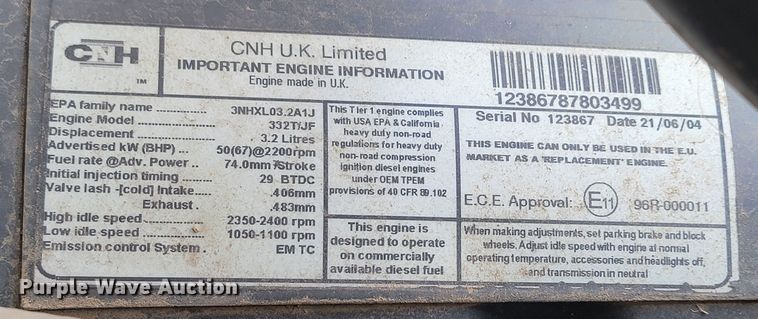 CNH
TM
CNH U.K. Limited
IMPORTANT ENGINE INFORMATION
Engine made in U.K.
12386787803499
EPA family name 3NHXL03.2A1J
Engine Model 332T/JF
Displacement 3.2 Litres
Advertised kW (BHP) 50(67)@2200rpm
Fuel rate @Adv. Power 74.0mm³/Stroke
Initial injection timing 29 BTDC
Valve lash -[cold] Intake .406mm
Exhaust .483mm
High idle speed 2350-2400 rpm
Low idle speed 1050-1100 rpm
Emission control System EM TC
This Tier 1 engine complies
with USA EPA & California
heavy duty non-road
regulations for heavy duty
non-road compression
ignition diesel engines
under OEM TPEM
provisions of 40 CFR 89.102
This engine is
designed to operate
on commercially
available diesel fuel
Serial No 123867 Date 21/06/04
THIS ENGINE CAN ONLY BE USED IN THE E.U.
MARKET AS A 'REPLACEMENT' ENGINE.
E.C.E. Approval: E11 96R-000011
When making adjustments, set parking brake and block
wheels. Adjust idle speed with engine at normal
operating temperature, accessories and headlights off,
and transmission in neutral
Purple Wave Auction